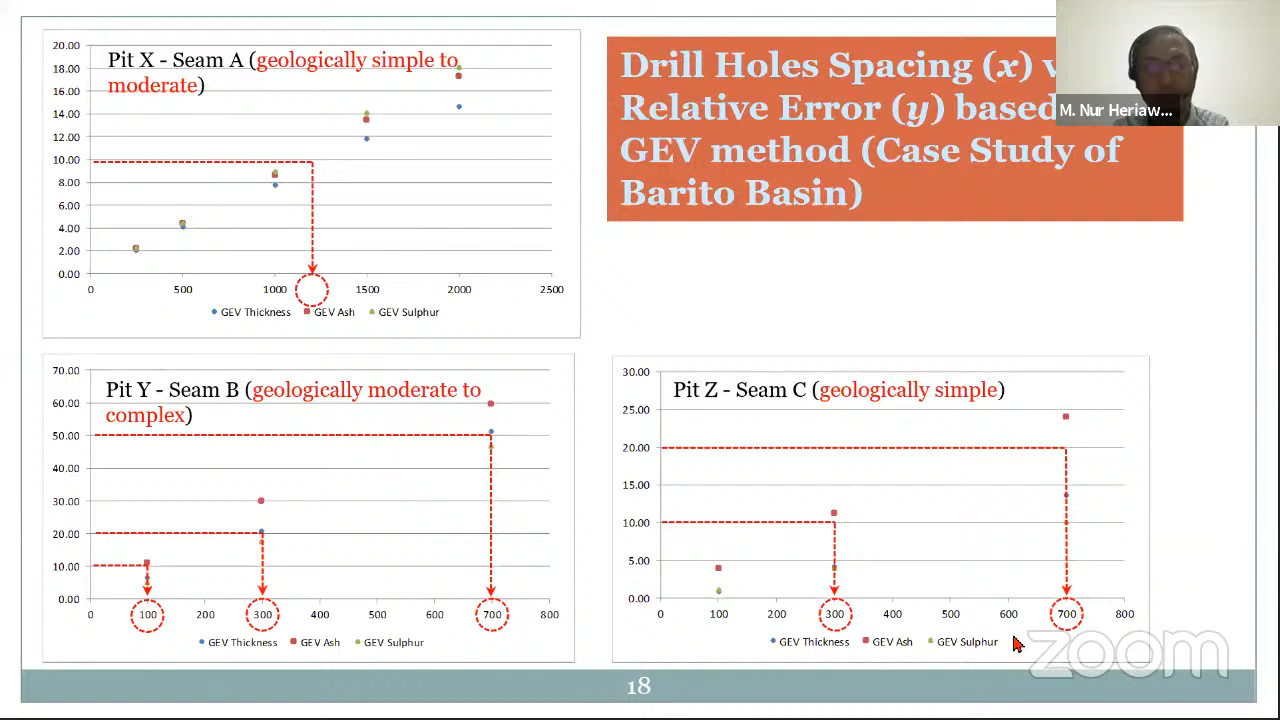 Pit X - Seam A (geologically simple to
moderate)
20.00
18.00
16.00
14.00
12.00
10.00
8.00
6.00
4.00
2.00
0.00
0 500 1000 1500 2000 2500
GEV Thickness GEV Ash GEV Sulphur
Drill Holes Spacing (x) v
Relative Error (y) based
GEV method (Case Study of
Barito Basin)
M. Nur Heriaw...
Pit Y - Seam B (geologically moderate to
complex)
70.00
60.00
50.00
40.00
30.00
20.00
10.00
0.00
0 100 200 300 400 500 600 700 800
GEV Thickness GEV Ash GEV Sulphur
Pit Z - Seam C (geologically simple)
30.00
25.00
20.00
15.00
10.00
5.00
0.00
0 100 200 300 400 500 600 700 800
GEV Thickness GEV Ash GEV Sulphur
zoom
18